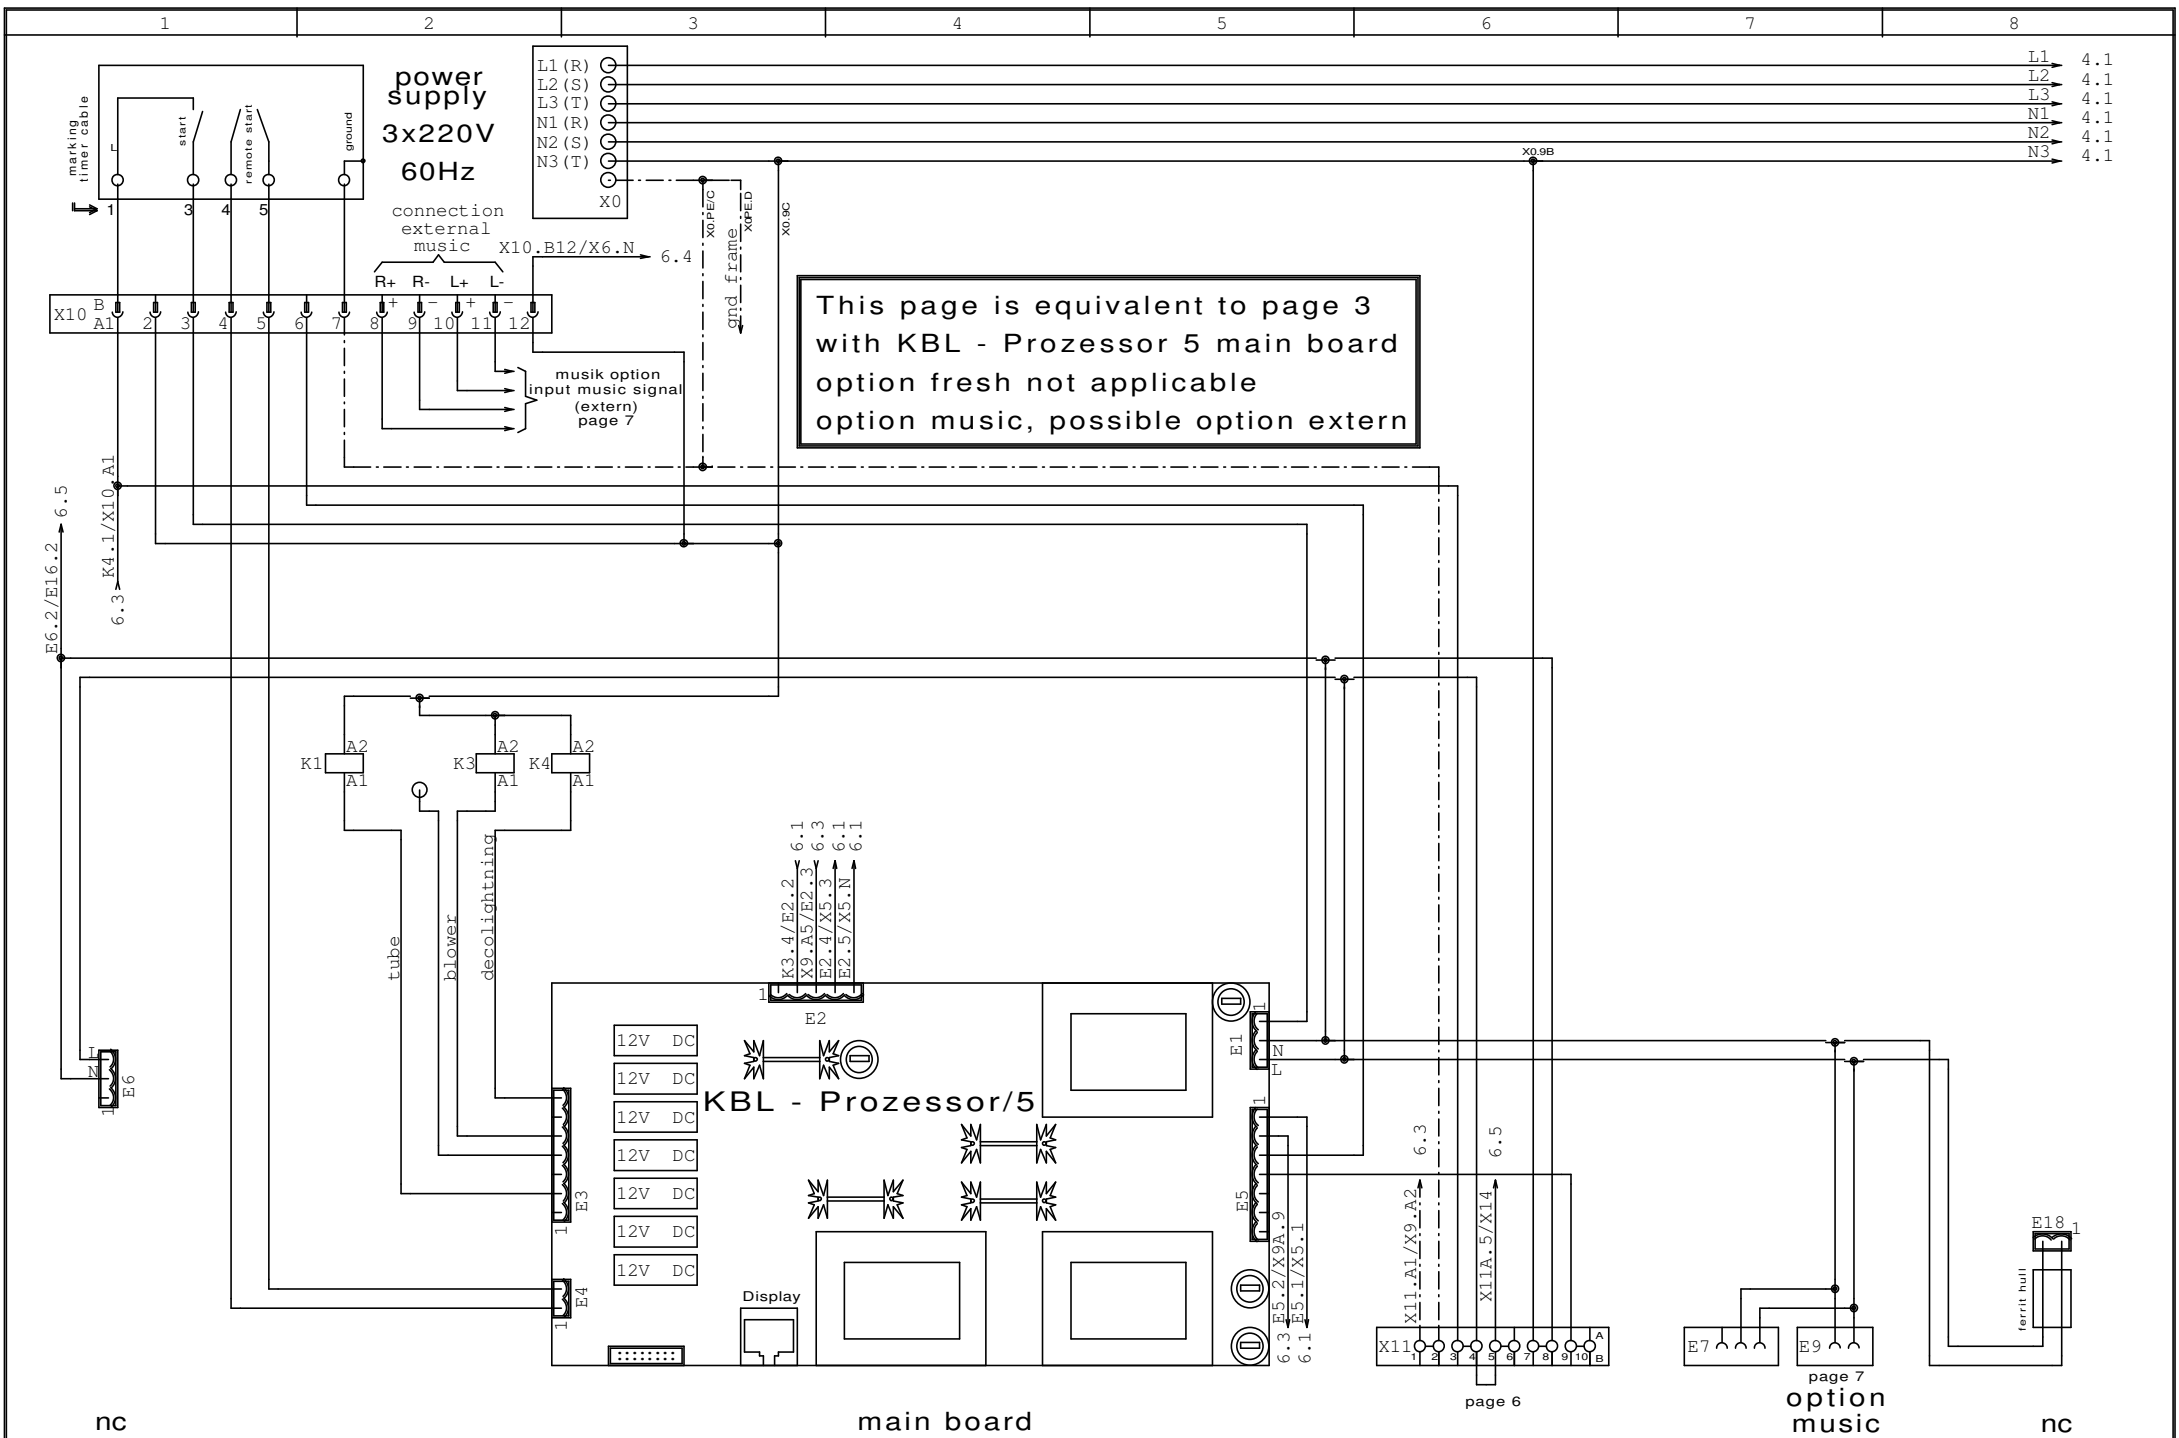 1 2 3 4 5 6 7 8
L1(R)
L2(S)
L3(T)
N1(R)
N2(S)
N3(T)
X0
L1 4.1
L2 4.1
L3 4.1
N1 4.1
N2 4.1
N3 4.1
X0.9B
power
supply
3x220V
60Hz
marking
timer cable
L
start
remote start
ground
1 3 4 5
connection
external
music
X10.B12/X6.N 6.4
R+ R- L+ L-
+ - + -
X10 B
A1 2 3 4 5 6 7 8 9 10 11 12
X0.PE/C
X0PE.D
X0.9C
gnd frame
musik option
input music signal
(extern)
page 7
This page is equivalent to page 3
with KBL - Prozessor 5 main board
option fresh not applicable
option music, possible option extern
E6.2/E16.2 6.5
6.3 K4.1/X10.A1
K1 A2
A1
K3 A2
A1
K4 A2
A1
tube
blower
decolightning
K3.4/E2.2 6.1
X9.A5/E2.3 6.3
E2.4/X5.3 6.1
E2.5/X5.N 6.1
1
E2
L
N
1
E6
12V DC
12V DC
12V DC
12V DC
12V DC
12V DC
12V DC
KBL - Prozessor/5
1
E3
1
E4
Display
1
E1
N
L
1
E5
6.3 E5.2/X9A.9
6.1 E5.1/X5.1
X11.A1/X9.A2 6.3
X11A.5/X14 6.5
X11 1 2 3 4 5 6 7 8 9 10 A
B
page 6
E7
E9
page 7
option
music
E18 1
ferrit hull
nc
main board
nc